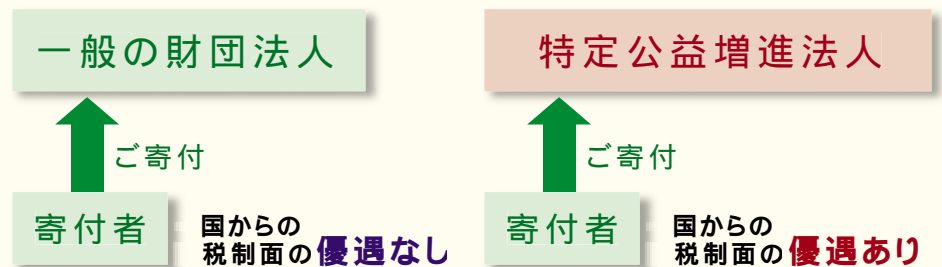 一般の財団法人
ご寄付
寄付者
国からの
税制面の優遇なし
特定公益増進法人
ご寄付
寄付者
国からの
税制面の優遇あり